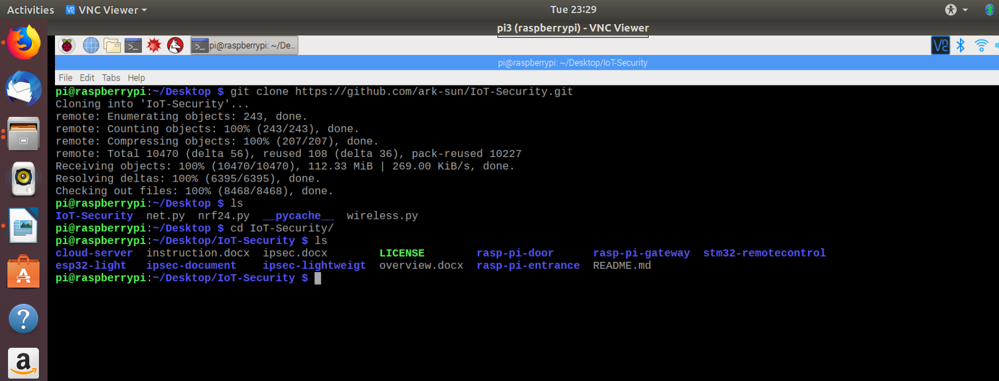 Activities VNC Viewer Tue 23:29
pi3 (raspberrypi) - VNC Viewer
pi@raspberrypi: ~/De...
pi@raspberrypi: ~/Desktop/IoT-Security
File Edit Tabs Help
pi@raspberrypi:~/Desktop $ git clone https://github.com/ark-sun/IoT-Security.git
Cloning into 'IoT-Security'...
remote: Enumerating objects: 243, done.
remote: Counting objects: 100% (243/243), done.
remote: Compressing objects: 100% (207/207), done.
remote: Total 10470 (delta 56), reused 108 (delta 36), pack-reused 10227
Receiving objects: 100% (10470/10470), 112.33 MiB | 269.00 KiB/s, done.
Resolving deltas: 100% (6395/6395), done.
Checking out files: 100% (8468/8468), done.
pi@raspberrypi:~/Desktop $ ls
IoT-Security net.py nrf24.py __pycache__ wireless.py
pi@raspberrypi:~/Desktop $ cd IoT-Security/
pi@raspberrypi:~/Desktop/IoT-Security $ ls
cloud-server instruction.docx ipsec.docx LICENSE rasp-pi-door rasp-pi-gateway stm32-remotecontrol
esp32-light ipsec-document ipsec-lightweigt overview.docx rasp-pi-entrance README.md
pi@raspberrypi:~/Desktop/IoT-Security $